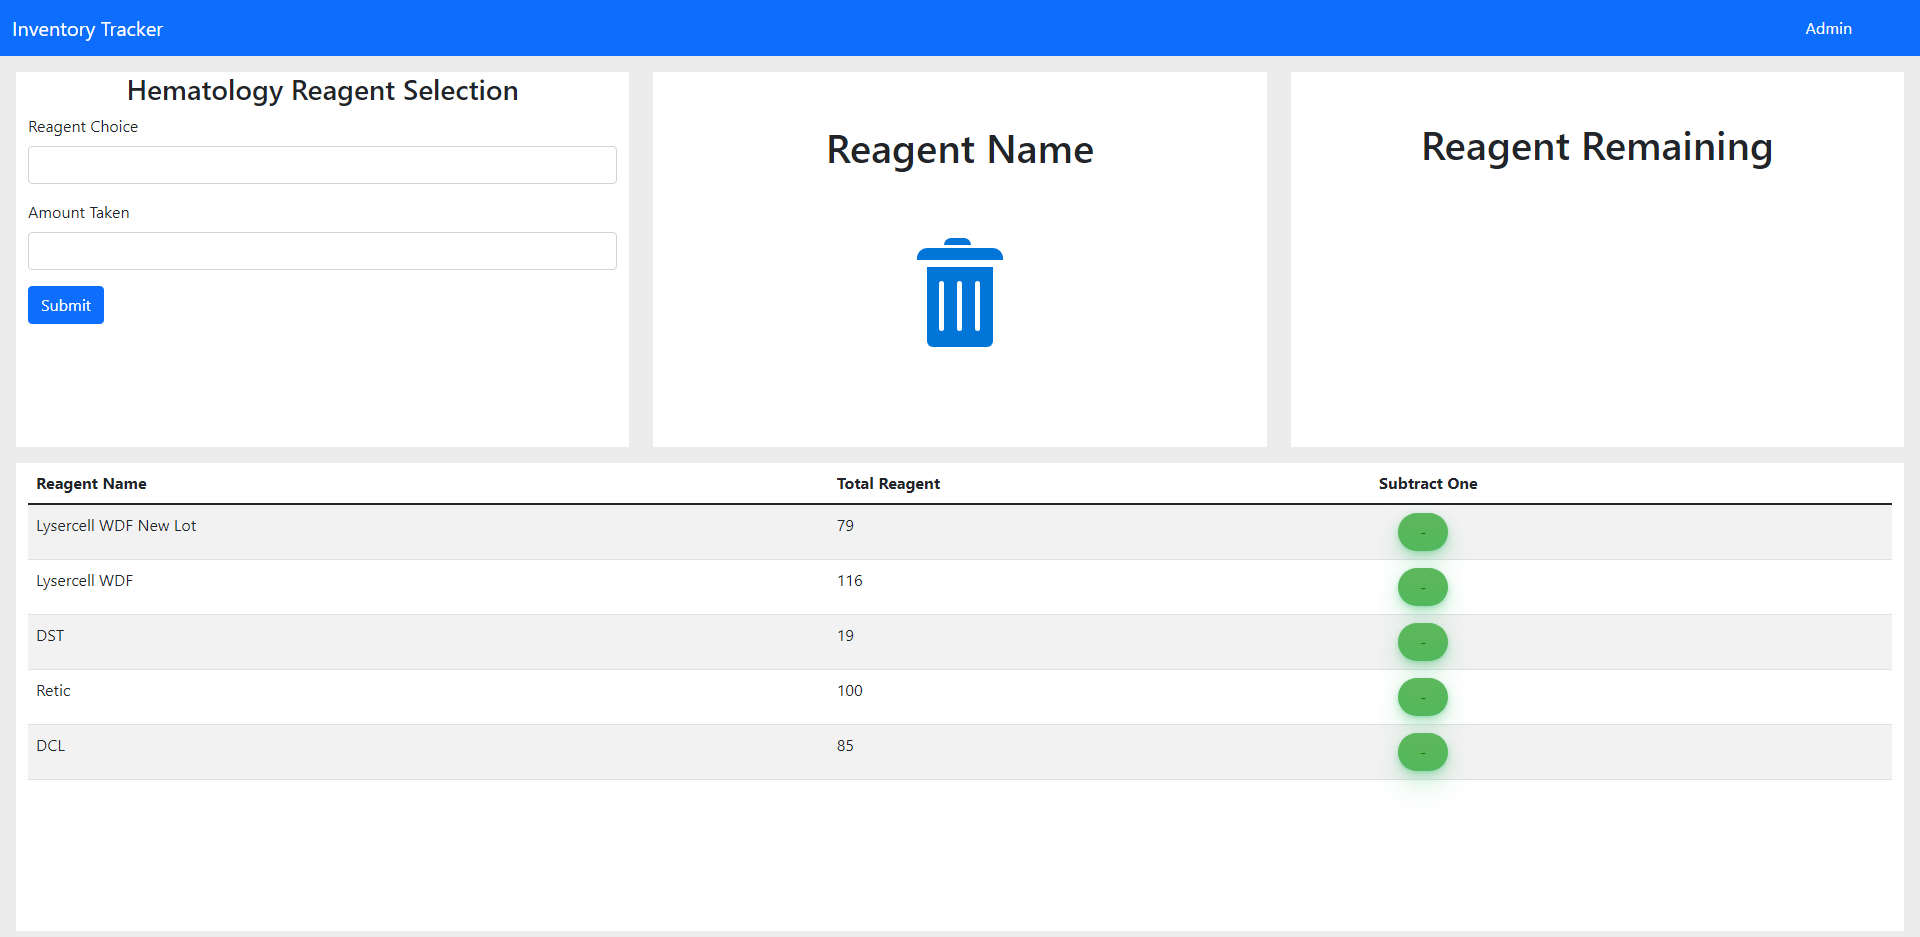 Inventory Tracker Admin
Hematology Reagent Selection
Reagent Choice
Amount Taken
Submit
Reagent Name
Reagent Remaining
Reagent Name Total Reagent Subtract One
Lysercell WDF New Lot 79 -
Lysercell WDF 116 -
DST 19 -
Retic 100 -
DCL 85 -